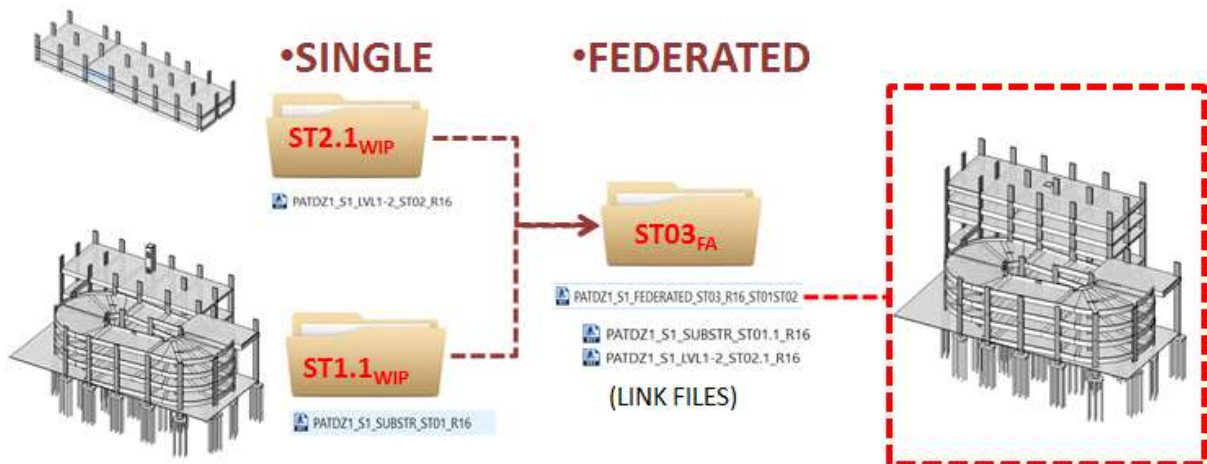 •SINGLE
•FEDERATED
ST2.1WIP
PATDZ1_S1_LVL1-2_ST02_R16
ST03FA
PATDZ1_S1_FEDERATED_ST03_R16_ST01ST02
PATDZ1_S1_SUBSTR_ST01.1_R16
PATDZ1_S1_LVL1-2_ST02.1_R16
(LINK FILES)
ST1.1WIP
PATDZ1_S1_SUBSTR_ST01_R16